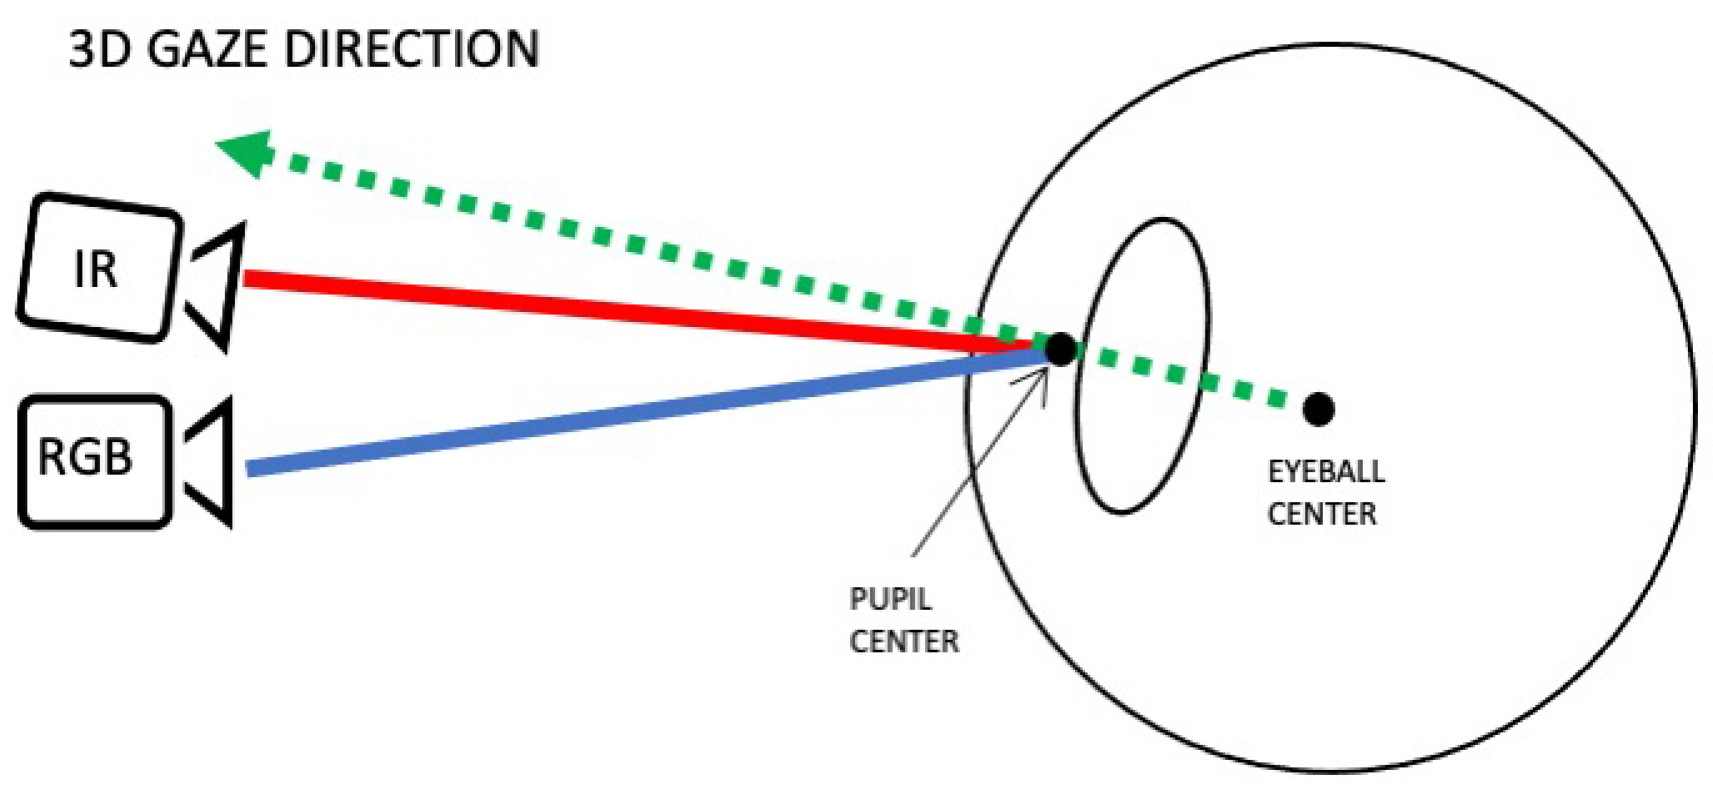 3D GAZE DIRECTION
IR
RGB
EYEBALL
CENTER
PUPIL
CENTER